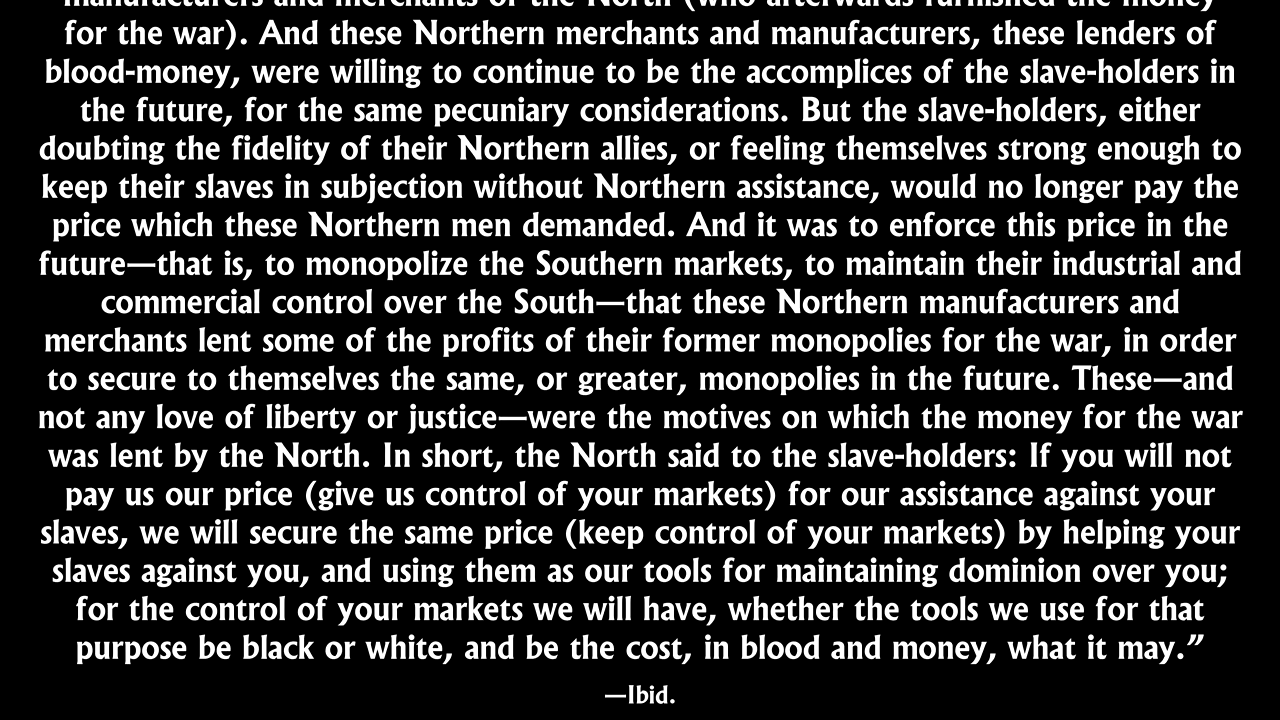 manufacturers and merchants of the North (who afterwards furnished the money
for the war). And these Northern merchants and manufacturers, these lenders of
blood-money, were willing to continue to be the accomplices of the slave-holders in
the future, for the same pecuniary considerations. But the slave-holders, either
doubting the fidelity of their Northern allies, or feeling themselves strong enough to
keep their slaves in subjection without Northern assistance, would no longer pay the
price which these Northern men demanded. And it was to enforce this price in the
future—that is, to monopolize the Southern markets, to maintain their industrial and
commercial control over the South—that these Northern manufacturers and
merchants lent some of the profits of their former monopolies for the war, in order
to secure to themselves the same, or greater, monopolies in the future. These—and
not any love of liberty or justice—were the motives on which the money for the war
was lent by the North. In short, the North said to the slave-holders: If you will not
pay us our price (give us control of your markets) for our assistance against your
slaves, we will secure the same price (keep control of your markets) by helping your
slaves against you, and using them as our tools for maintaining dominion over you;
for the control of your markets we will have, whether the tools we use for that
purpose be black or white, and be the cost, in blood and money, what it may.”
—Ibid.